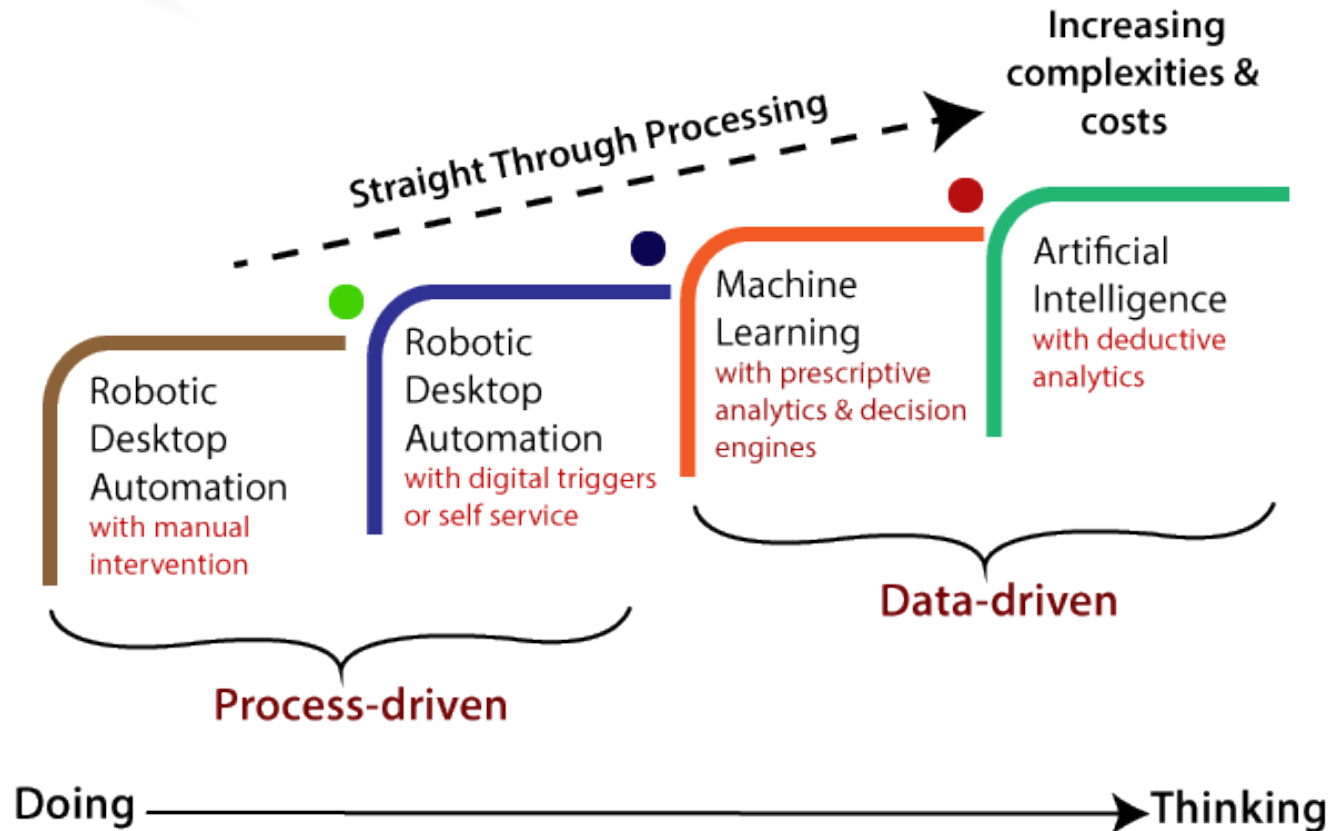 Increasing
complexities &
costs
Straight Through Processing
Robotic
Desktop
Automation
with manual
intervention
Robotic
Desktop
Automation
with digital triggers
or self service
Machine
Learning
with prescriptive
analytics & decision
engines
Artificial
Intelligence
with deductive
analytics
Process-driven
Data-driven
Doing
Thinking